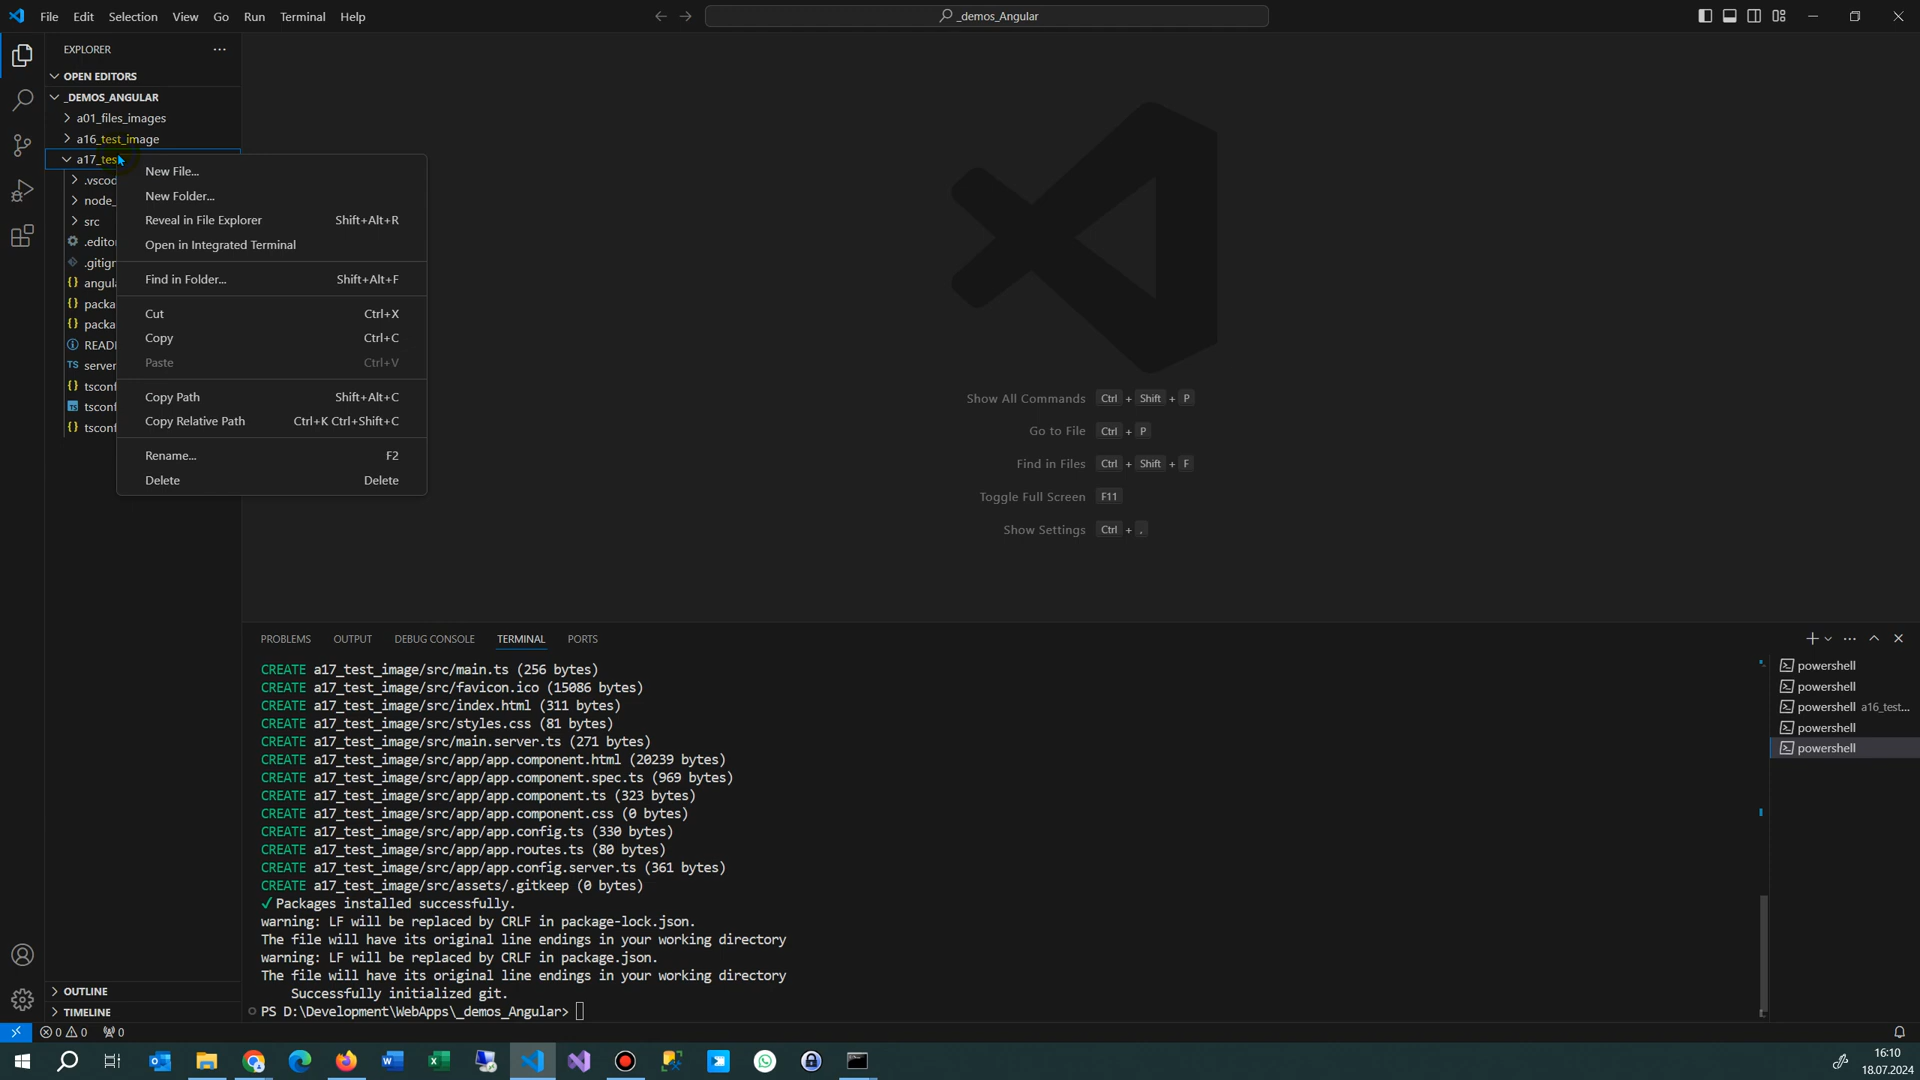 File Edit Selection View Go Run Terminal Help
_demos_Angular
EXPLORER
OPEN EDITORS
_DEMOS_ANGULAR
a01_files_images
a16_test_image
a17_tes
.vscod
node_
src
.edito
.gitign
angula
packa
packa
READ
server
tsconf
tsconf
tsconf
New File...
New Folder...
Reveal in File Explorer Shift+Alt+R
Open in Integrated Terminal
Find in Folder... Shift+Alt+F
Cut Ctrl+X
Copy Ctrl+C
Paste Ctrl+V
Copy Path Shift+Alt+C
Copy Relative Path Ctrl+K Ctrl+Shift+C
Rename... F2
Delete Delete
Show All Commands Ctrl + Shift + P
Go to File Ctrl + P
Find in Files Ctrl + Shift + F
Toggle Full Screen F11
Show Settings Ctrl + .
PROBLEMS OUTPUT DEBUG CONSOLE TERMINAL PORTS
CREATE a17_test_image/src/main.ts (256 bytes)
CREATE a17_test_image/src/favicon.ico (15086 bytes)
CREATE a17_test_image/src/index.html (311 bytes)
CREATE a17_test_image/src/styles.css (81 bytes)
CREATE a17_test_image/src/main.server.ts (271 bytes)
CREATE a17_test_image/src/app/app.component.html (20239 bytes)
CREATE a17_test_image/src/app/app.component.spec.ts (969 bytes)
CREATE a17_test_image/src/app/app.component.ts (323 bytes)
CREATE a17_test_image/src/app/app.component.css (0 bytes)
CREATE a17_test_image/src/app/app.config.ts (330 bytes)
CREATE a17_test_image/src/app/app.routes.ts (80 bytes)
CREATE a17_test_image/src/app/app.config.server.ts (361 bytes)
CREATE a17_test_image/src/assets/.gitkeep (0 bytes)
✓ Packages installed successfully.
warning: LF will be replaced by CRLF in package-lock.json.
The file will have its original line endings in your working directory
warning: LF will be replaced by CRLF in package.json.
The file will have its original line endings in your working directory
Successfully initialized git.
PS D:\Development\WebApps\_demos_Angular>
powershell
powershell
powershell a16_test...
powershell
powershell
OUTLINE
TIMELINE
0 0 0
16:10
18.07.2024